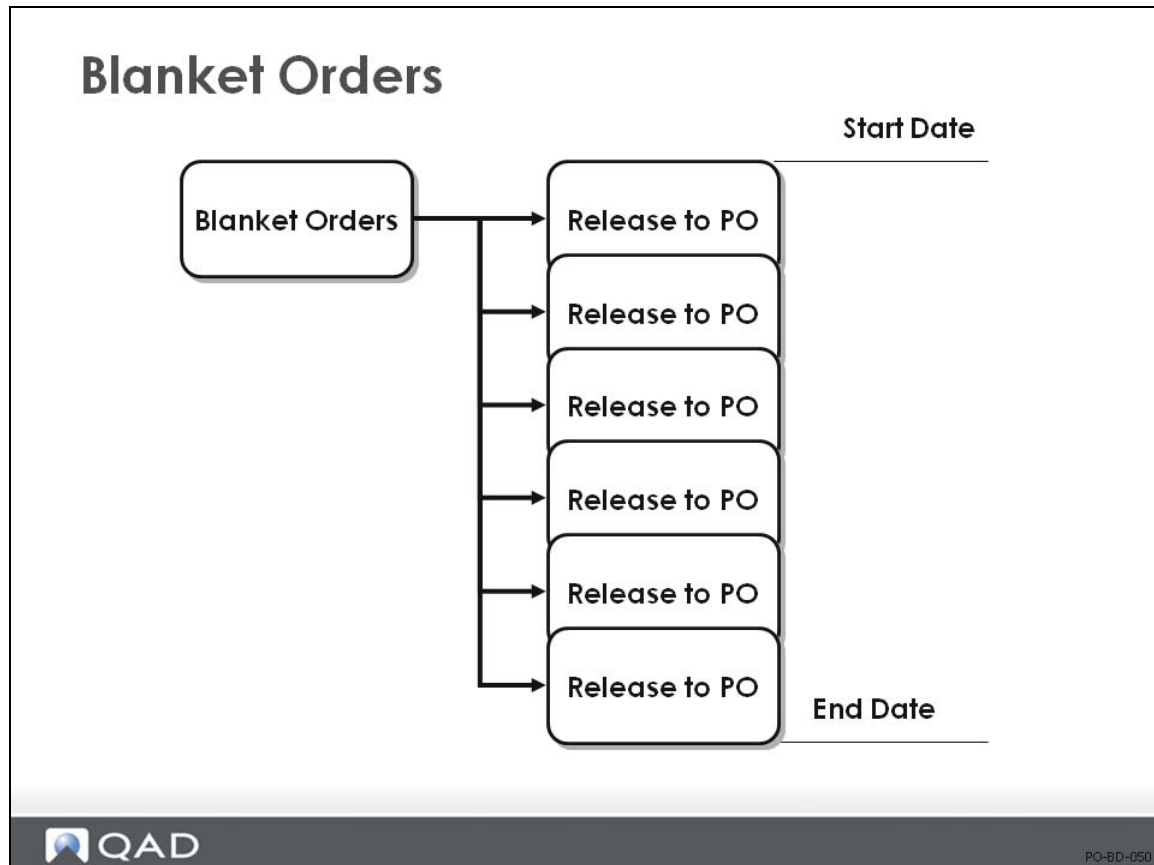 Blanket Orders
Start Date
Blanket Orders
Release to PO
Release to PO
Release to PO
Release to PO
Release to PO
Release to PO
End Date
QAD
PO-BD-050